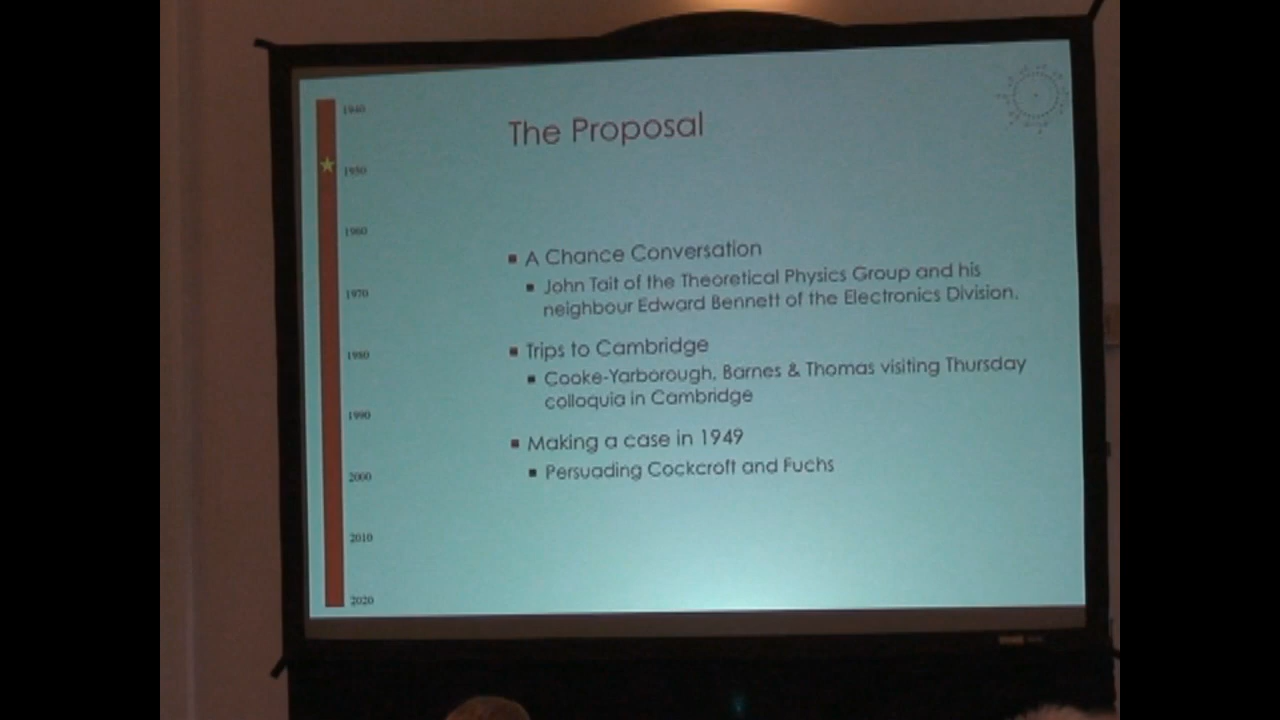 The Proposal
1940
1950
1960
1970
1980
1990
2000
2010
2020
A Chance Conversation
John Tait of the Theoretical Physics Group and his
neighbour Edward Bennett of the Electronics Division.
Trips to Cambridge
Cooke-Yarborough, Barnes & Thomas visiting Thursday
colloquia in Cambridge
Making a case in 1949
Persuading Cockcroft and Fuchs